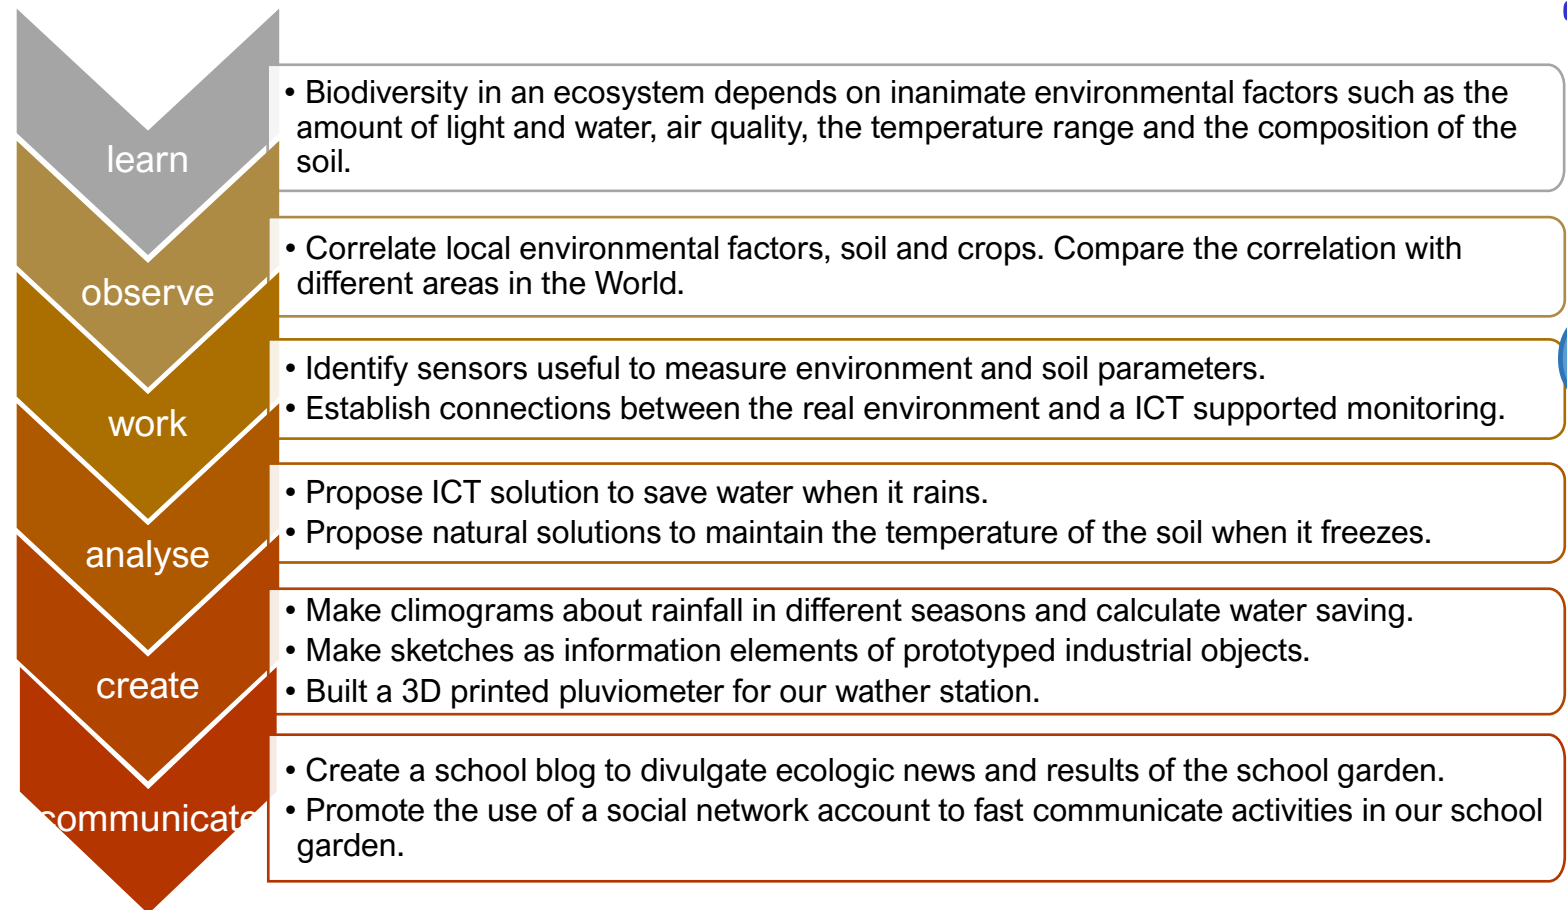 learn
• Biodiversity in an ecosystem depends on inanimate environmental factors such as the
amount of light and water, air quality, the temperature range and the composition of the
soil.
observe
• Correlate local environmental factors, soil and crops. Compare the correlation with
different areas in the World.
work
• Identify sensors useful to measure environment and soil parameters.
• Establish connections between the real environment and a ICT supported monitoring.
analyse
• Propose ICT solution to save water when it rains.
• Propose natural solutions to maintain the temperature of the soil when it freezes.
create
• Make climograms about rainfall in different seasons and calculate water saving.
• Make sketches as information elements of prototyped industrial objects.
• Built a 3D printed pluviometer for our wather station.
communicate
• Create a school blog to divulgate ecologic news and results of the school garden.
• Promote the use of a social network account to fast communicate activities in our school
garden.